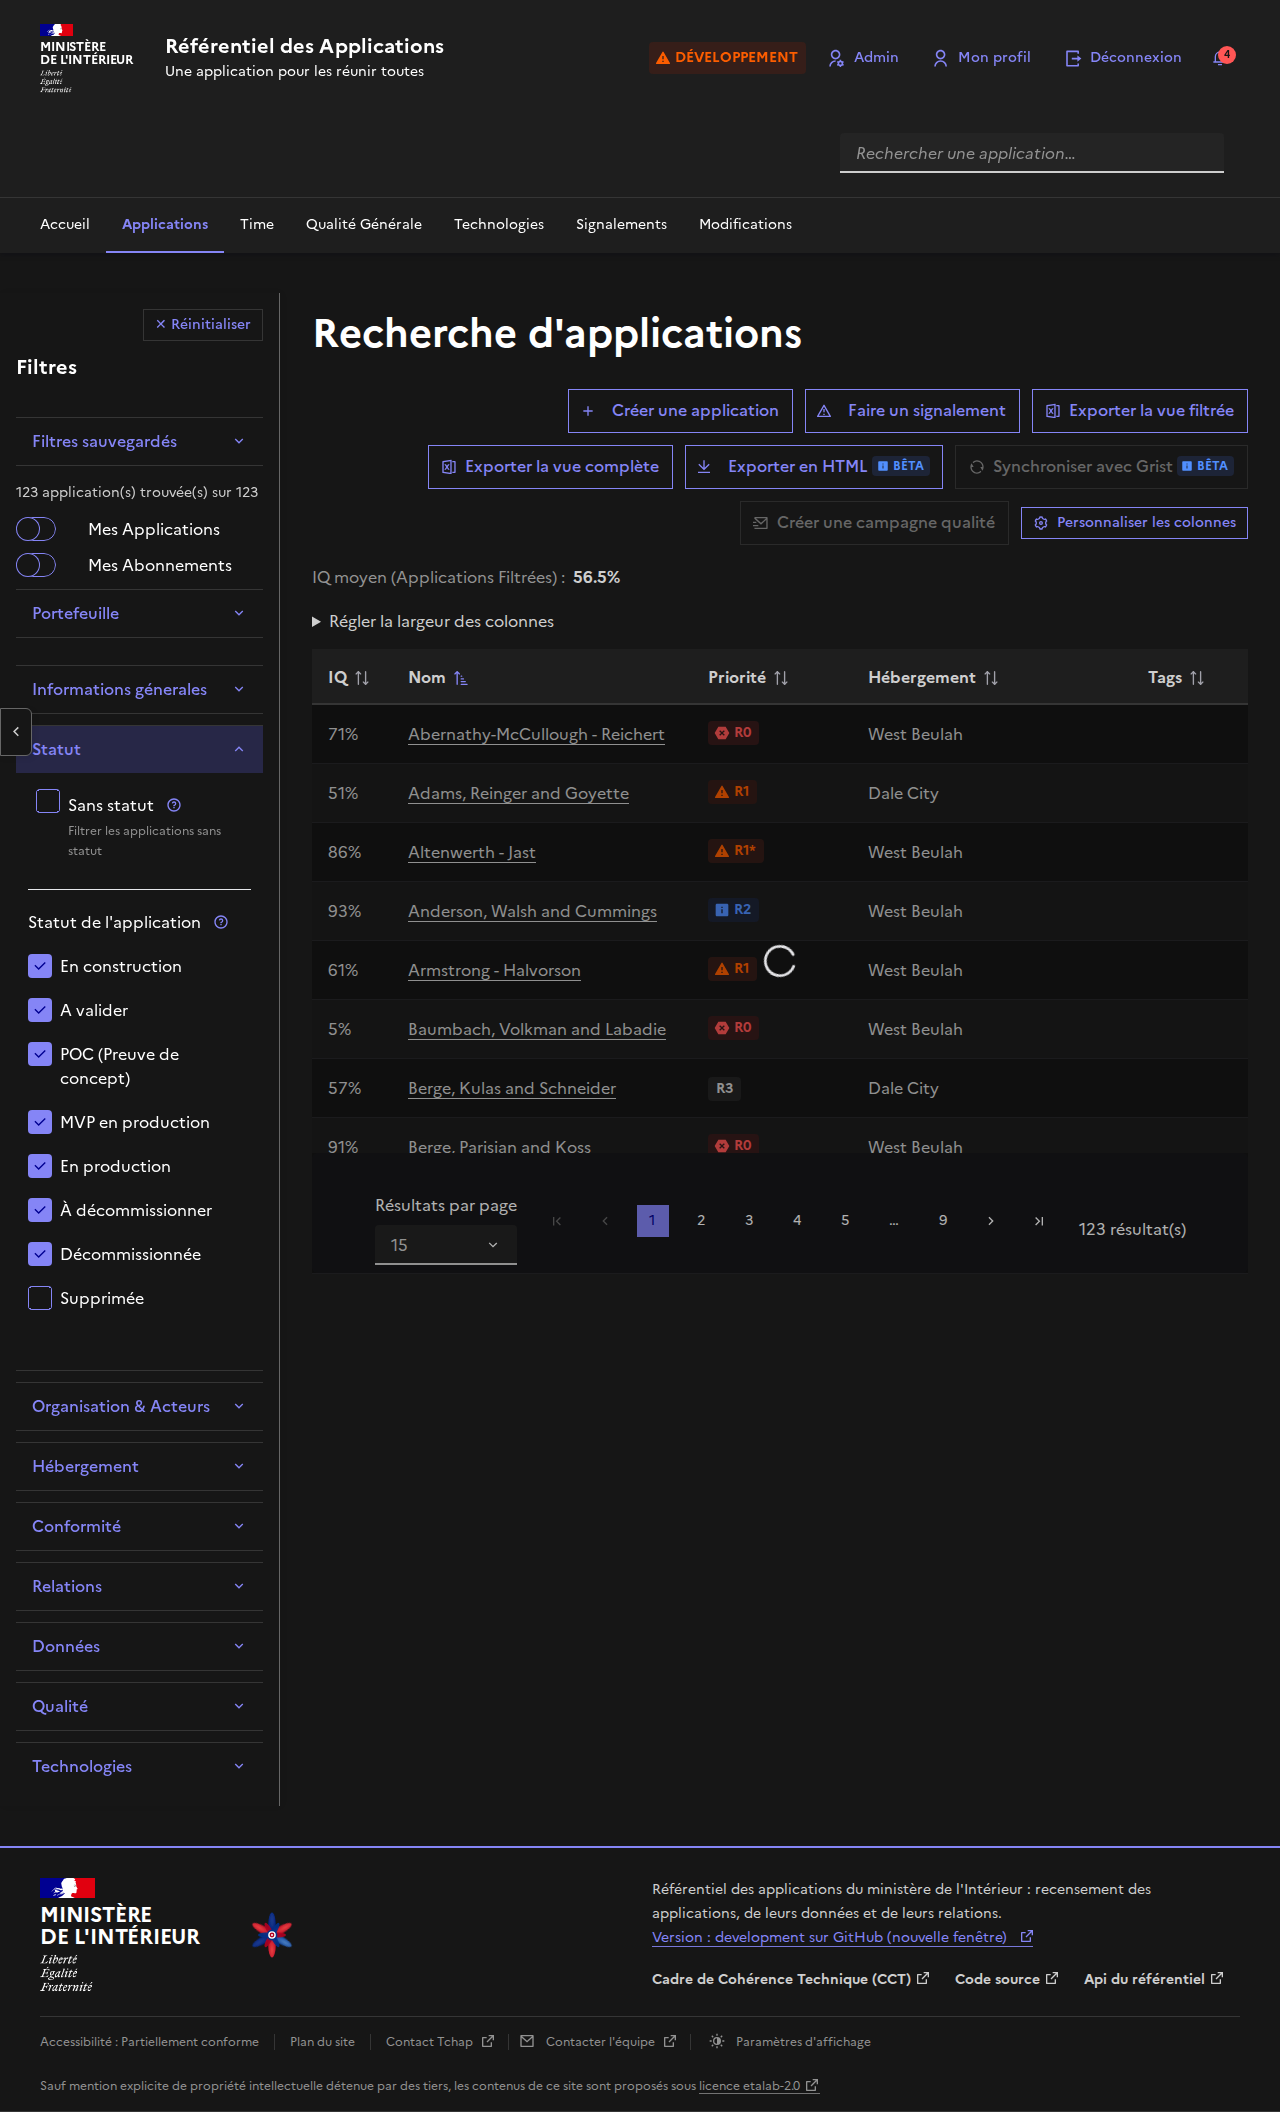 MINISTÈRE
DE L'INTÉRIEUR
Liberté
Égalité
Fraternité
Référentiel des Applications
Une application pour les réunir toutes
DÉVELOPPEMENT
Admin
Mon profil
Déconnexion
4
Rechercher une application...
Accueil
Applications
Time
Qualité Générale
Technologies
Signalements
Modifications
Réinitialiser
Filtres
Filtres sauvegardés
123 application(s) trouvée(s) sur 123
Mes Applications
Mes Abonnements
Portefeuille
Informations génerales
Statut
Sans statut
Filtrer les applications sans
statut
Statut de l'application
En construction
A valider
POC (Preuve de
concept)
MVP en production
En production
À décommissionner
Décommissionnée
Supprimée
Organisation & Acteurs
Hébergement
Conformité
Relations
Données
Qualité
Technologies
Recherche d'applications
Créer une application
Faire un signalement
Exporter la vue filtrée
Exporter la vue complète
Exporter en HTML BÊTA
Synchroniser avec Grist BÊTA
Créer une campagne qualité
Personnaliser les colonnes
IQ moyen (Applications Filtrées) : 56.5%
Régler la largeur des colonnes
IQ Nom Priorité Hébergement Tags
71% Abernathy-McCullough - Reichert R0 West Beulah
51% Adams, Reinger and Goyette R1 Dale City
86% Altenwerth - Jast R1* West Beulah
93% Anderson, Walsh and Cummings R2 West Beulah
61% Armstrong - Halvorson R1 West Beulah
5% Baumbach, Volkman and Labadie R0 West Beulah
57% Berge, Kulas and Schneider R3 Dale City
91% Berge, Parisian and Koss R0 West Beulah
Résultats par page
15
1 2 3 4 5 … 9
123 résultat(s)
MINISTÈRE
DE L'INTÉRIEUR
Liberté
Égalité
Fraternité
Référentiel des applications du ministère de l'Intérieur : recensement des
applications, de leurs données et de leurs relations.
Version : development sur GitHub (nouvelle fenêtre)
Cadre de Cohérence Technique (CCT)
Code source
Api du référentiel
Accessibilité : Partiellement conforme
Plan du site
Contact Tchap
Contacter l'équipe
Paramètres d'affichage
Sauf mention explicite de propriété intellectuelle détenue par des tiers, les contenus de ce site sont proposés sous licence etalab-2.0